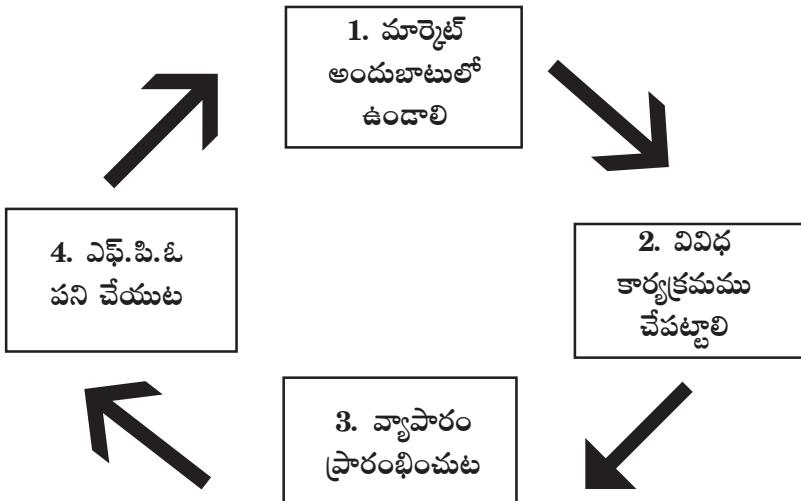 1. మార్కెట్
అందుబాటులో
ఉండాలి
2. వివిధ
కార్యక్రమము
చేపట్టాలి
3. వ్యాపారం
ప్రారంభించుట
4. ఎఫ్.పి.ఓ
పని చేయుట